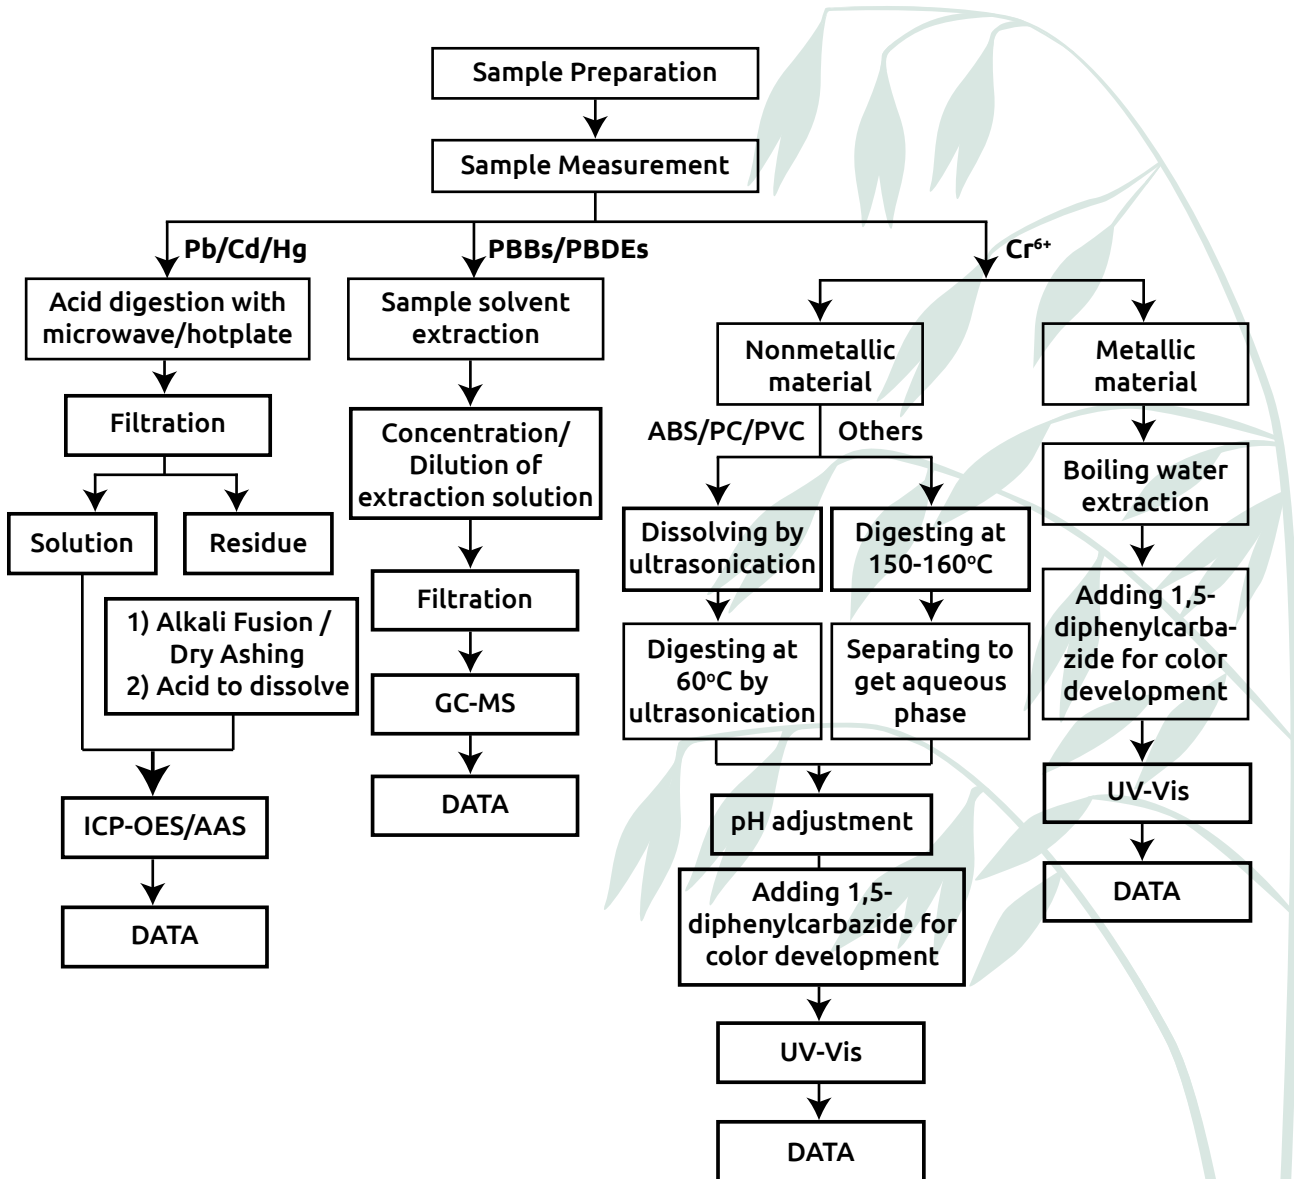 Sample Preparation
Sample Measurement
Pb/Cd/Hg
PBBs/PBDEs
Cr⁶⁺
Acid digestion with
microwave/hotplate
Filtration
Solution
Residue
1) Alkali Fusion /
Dry Ashing
2) Acid to dissolve
ICP-OES/AAS
DATA
Sample solvent
extraction
Concentration/
Dilution of
extraction solution
Filtration
GC-MS
DATA
Nonmetallic
material
ABS/PC/PVC
Others
Dissolving by
ultrasonication
Digesting at
60°C by
ultrasonication
Digesting at
150-160°C
Separating to
get aqueous
phase
pH adjustment
Adding 1,5-
diphenylcarbazide for
color development
UV-Vis
DATA
Metallic
material
Boiling water
extraction
Adding 1,5-
diphenylcarba-
zide for color
development
UV-Vis
DATA